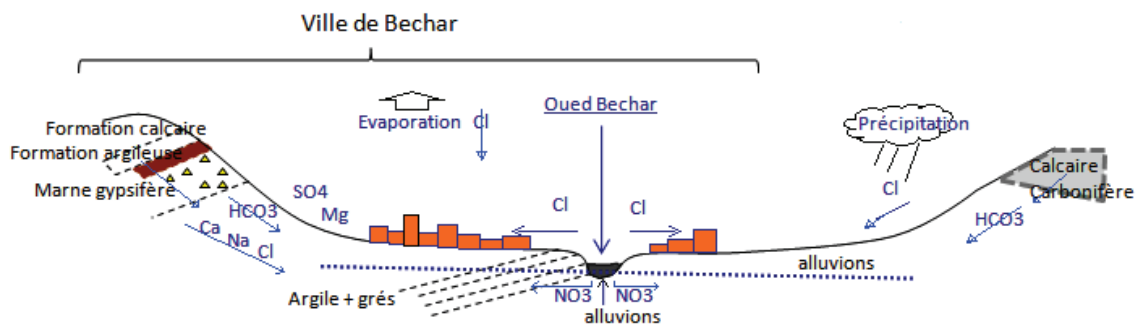 Ville de Bechar
Oued Bechar
Evaporation Cl
Précipitation
Formation calcaire
Formation argileuse
Marne gypsifère
Calcaire
Carbonifère
SO4
HCO3
Mg
Ca
Na
Cl
Cl
Cl
Cl
HCO3
alluvions
Argile + grés
NO3
NO3
alluvions